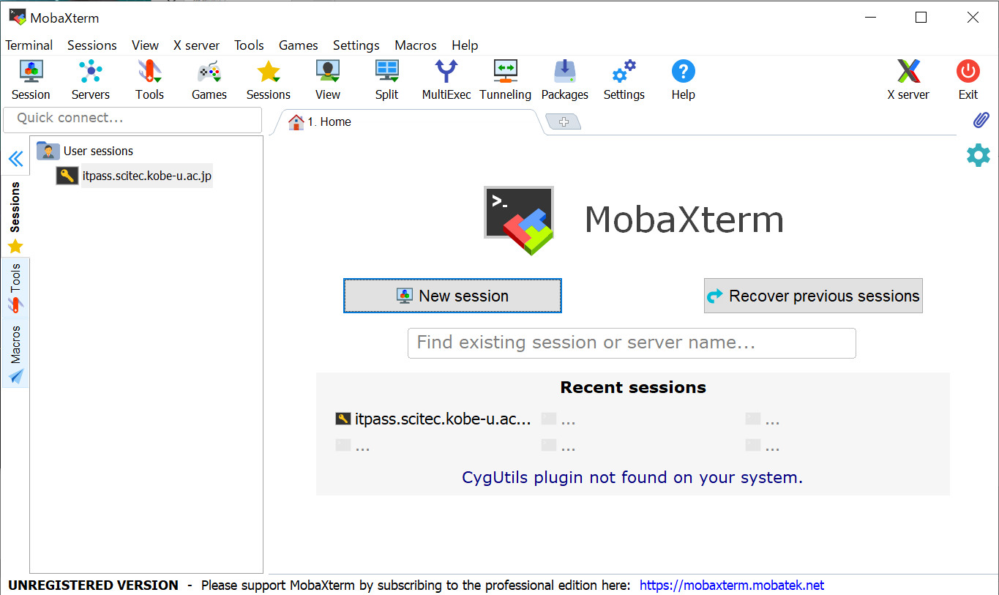 MobaXterm
Terminal Sessions View X server Tools Games Settings Macros Help
Session Servers Tools Games Sessions View Split MultiExec Tunneling Packages Settings Help X server Exit
Quick connect...
1. Home
User sessions
itpass.scitec.kobe-u.ac.jp
Sessions
Tools
Macros
>_
MobaXterm
New session
Recover previous sessions
Find existing session or server name...
Recent sessions
itpass.scitec.kobe-u.ac... ... ...
... ... ...
CygUtils plugin not found on your system.
UNREGISTERED VERSION - Please support MobaXterm by subscribing to the professional edition here: https://mobaxterm.mobatek.net